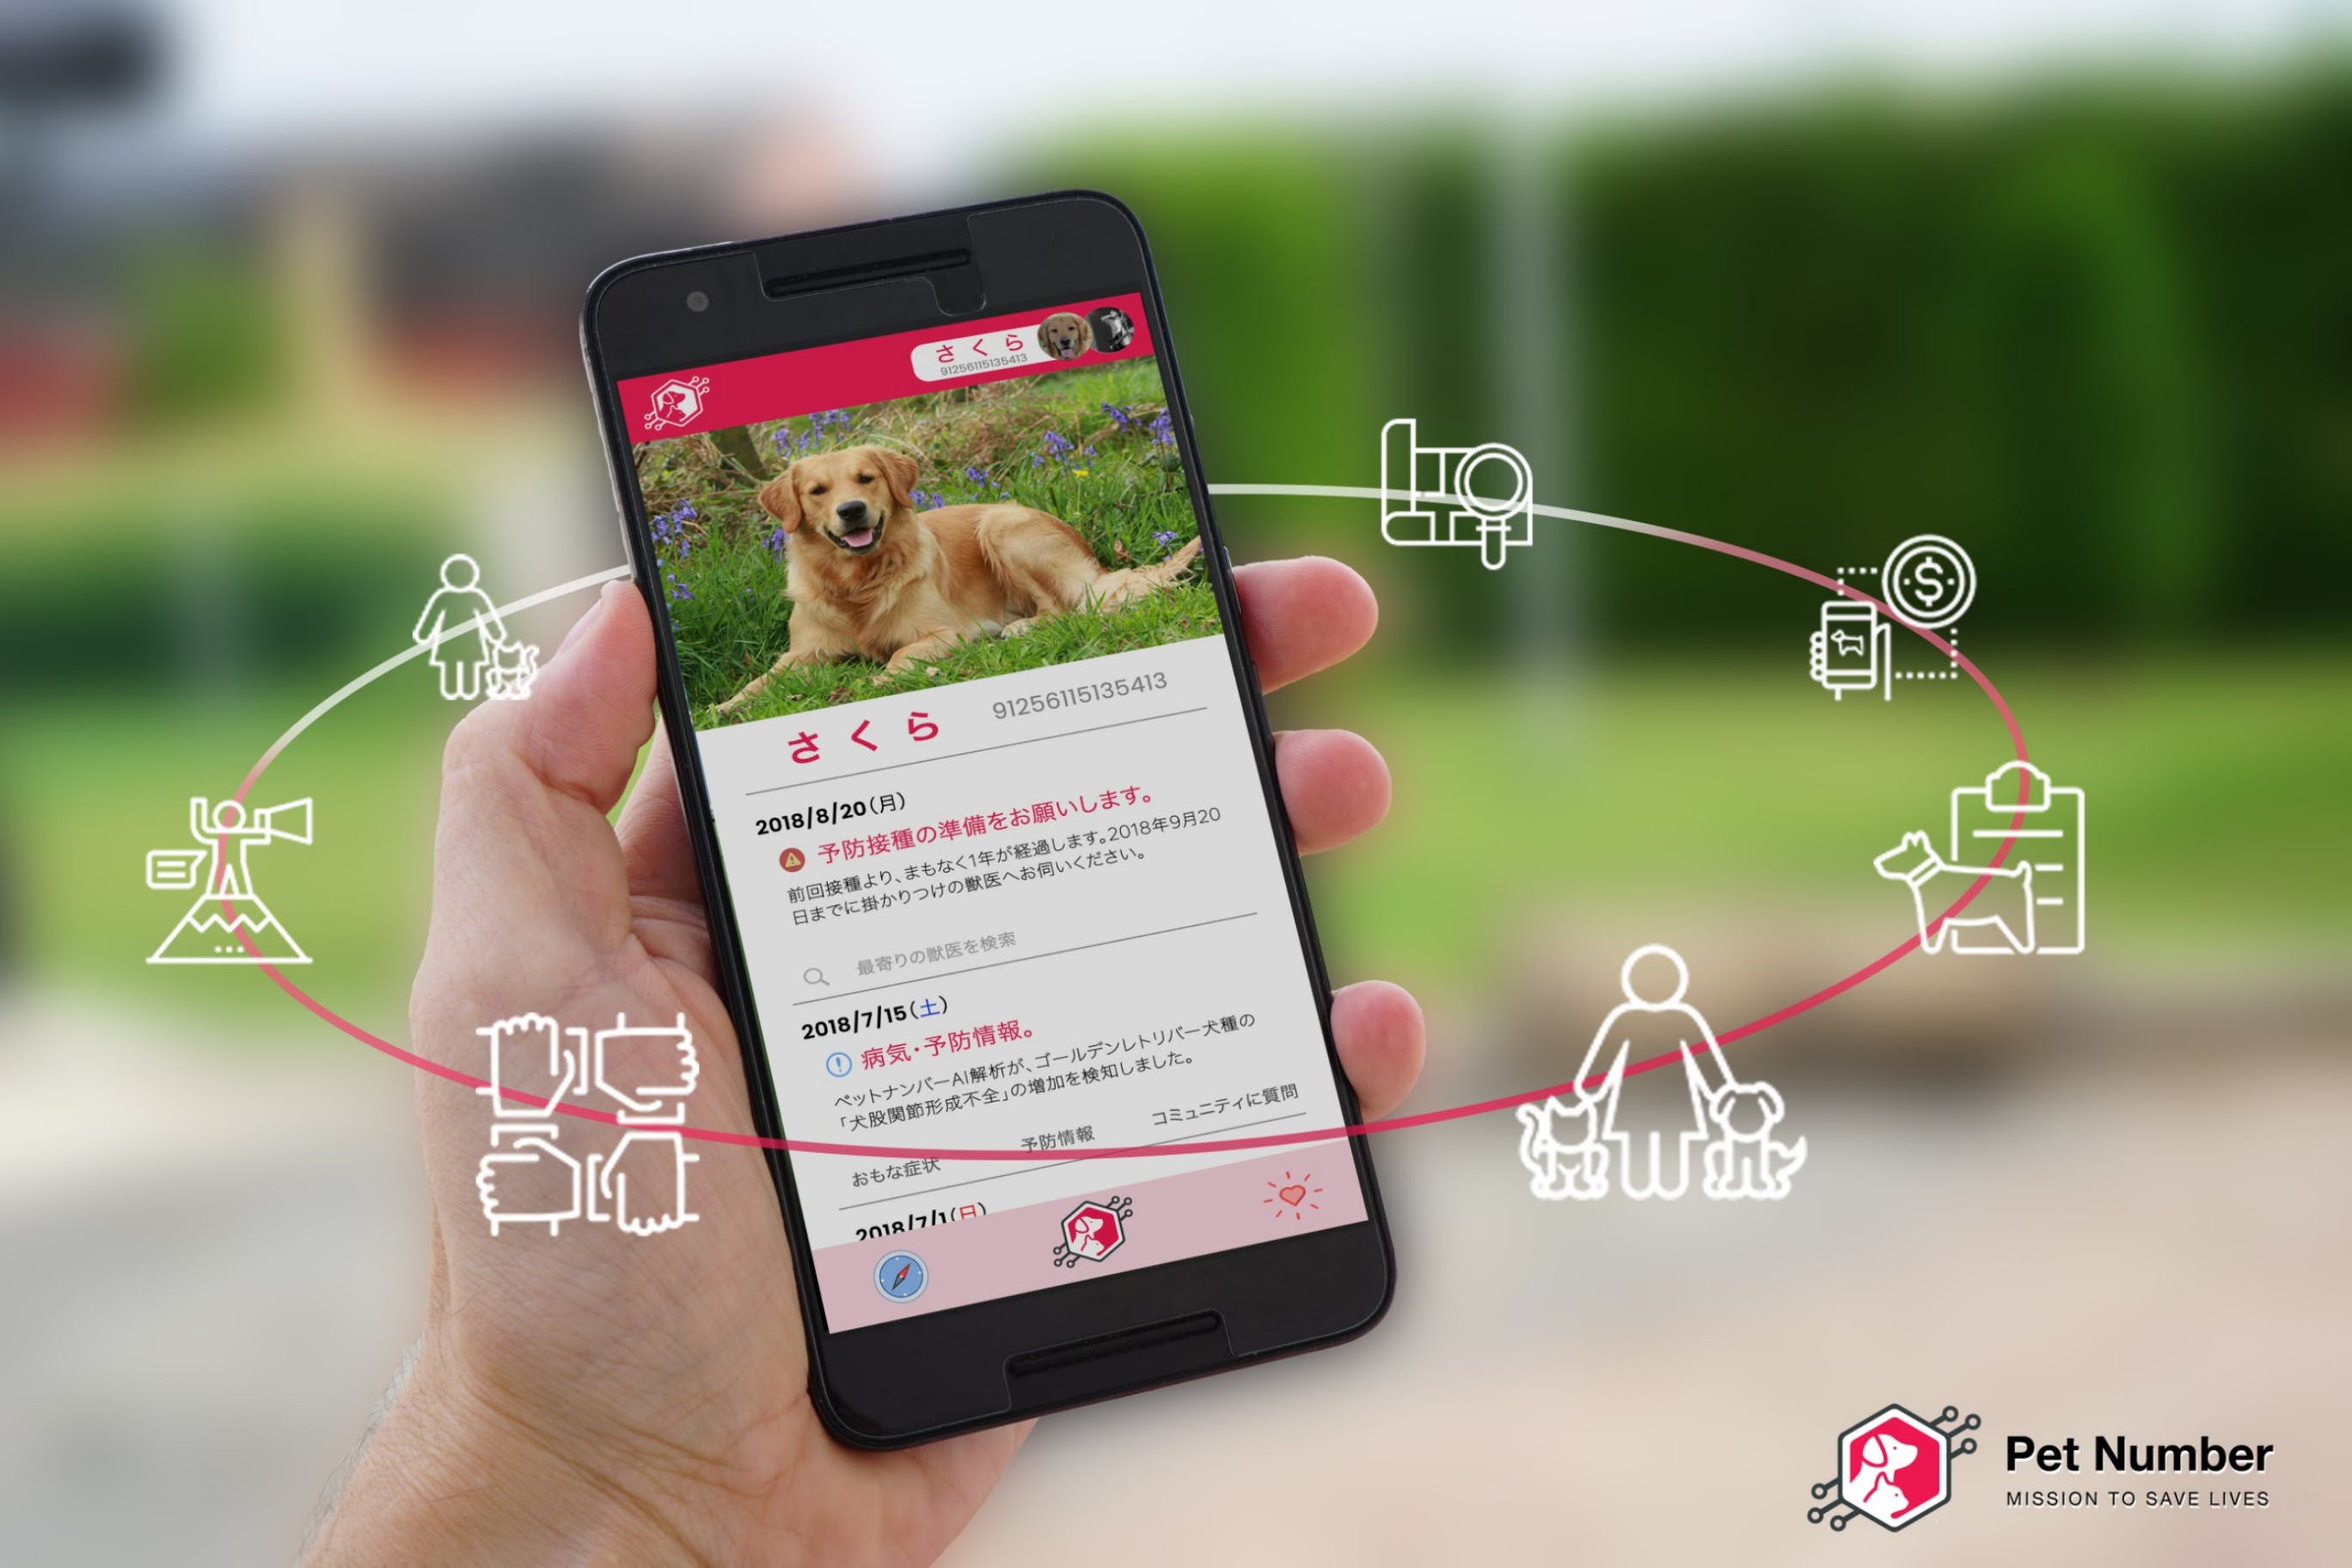 さくら
91256115135413
さくら 91256115135413
2018/8/20(月)
予防接種の準備をお願いします。
前回接種より、まもなく1年が経過します。2018年9月20
日までに掛かりつけの獣医へお伺いください。
最寄りの獣医を検索
2018/7/15(土)
病気・予防情報。
ペットナンバーAI解析が、ゴールデンレトリバー犬種の
「犬股関節形成不全」の増加を検知しました。
おもな症状 予防情報 コミュニティに質問
2018/7/1(日)
$
Pet Number
MISSION TO SAVE LIVES